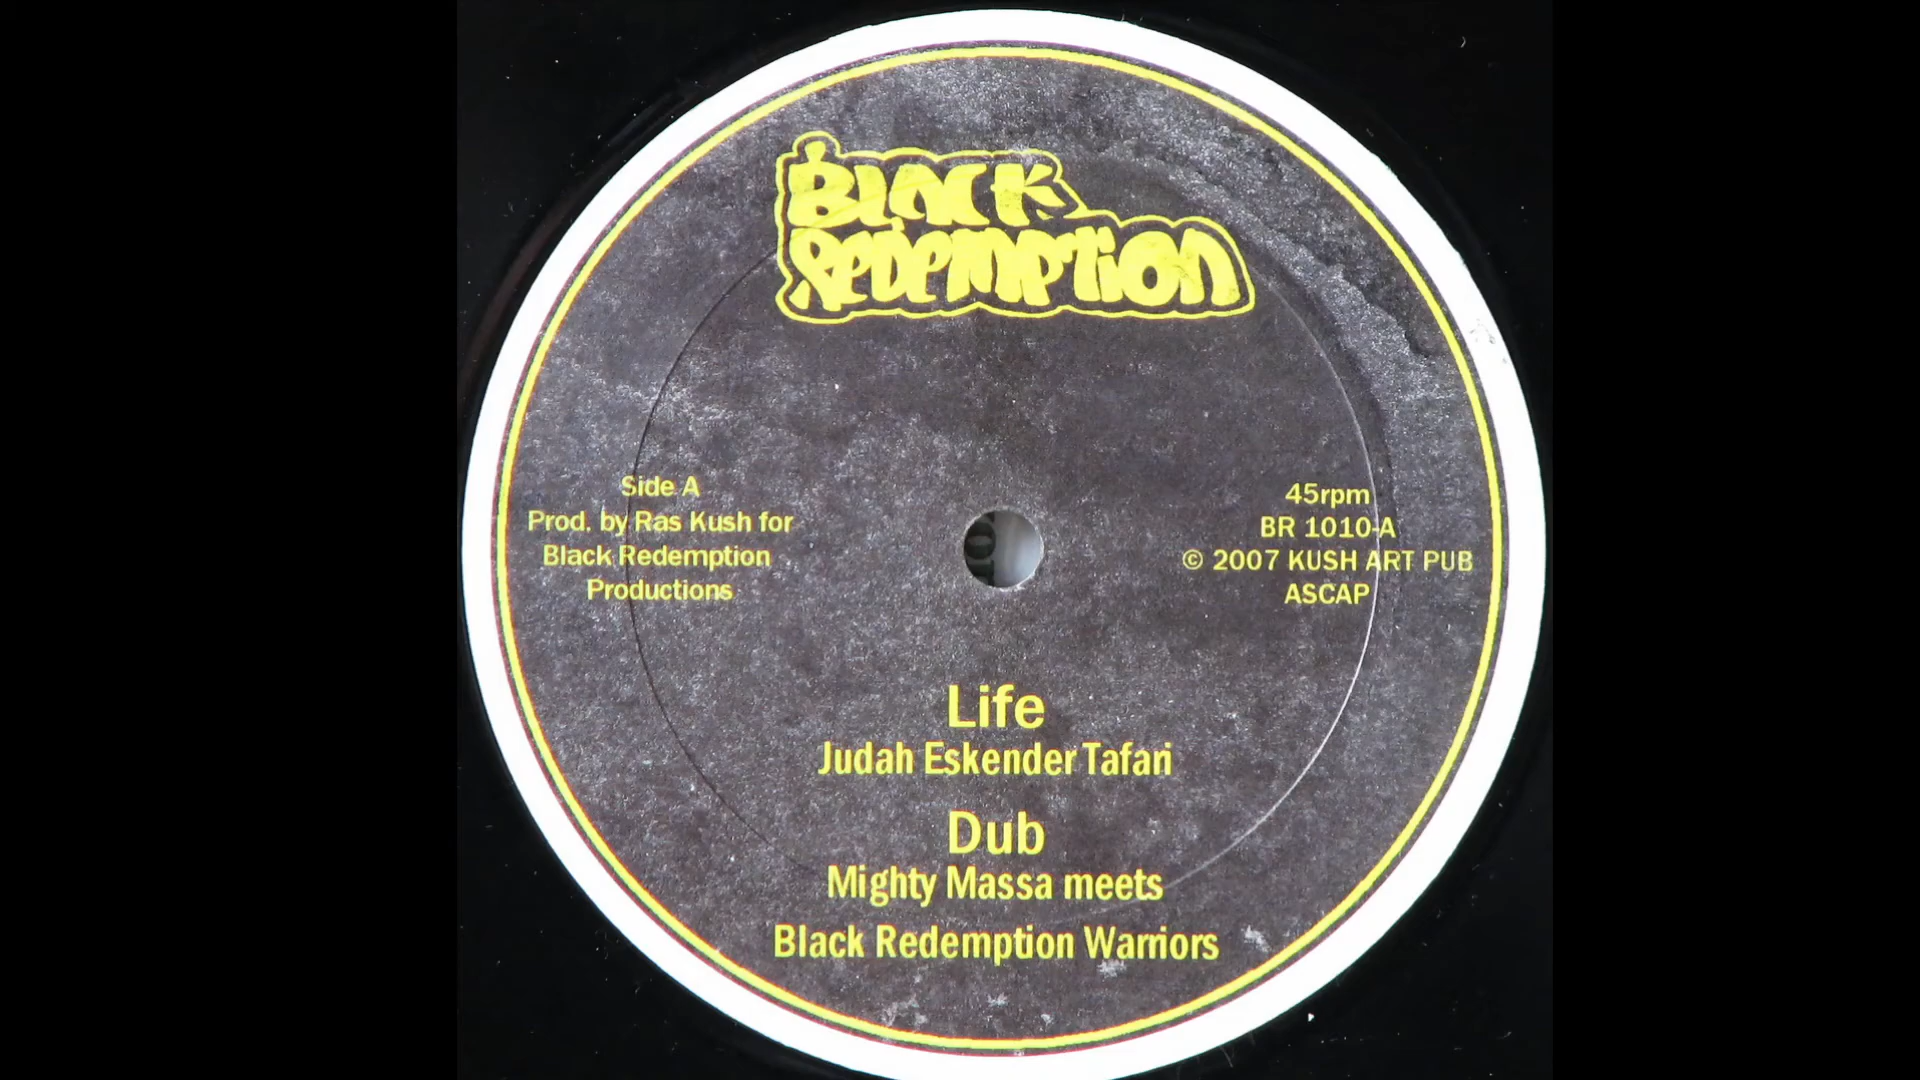 Black
Redemption
Side A
Prod. by Ras Kush for
Black Redemption
Productions
45rpm
BR 1010-A
© 2007 KUSH ART PUB
ASCAP
Life
Judah Eskender Tafari
Dub
Mighty Massa meets
Black Redemption Warriors